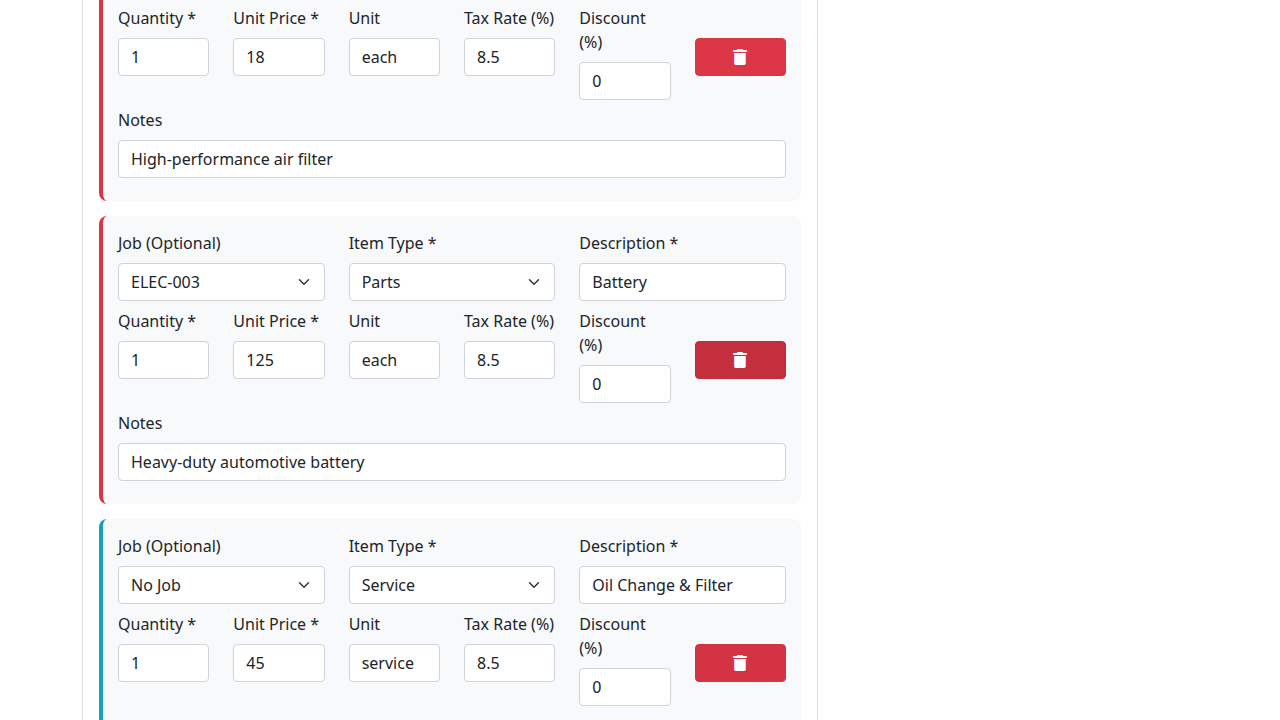 Quantity * Unit Price * Unit Tax Rate (%) Discount (%)
1 18 each 8.5 0
Notes
High-performance air filter
Job (Optional) Item Type * Description *
ELEC-003 Parts Battery
Quantity * Unit Price * Unit Tax Rate (%) Discount (%)
1 125 each 8.5 0
Notes
Heavy-duty automotive battery
Job (Optional) Item Type * Description *
No Job Service Oil Change & Filter
Quantity * Unit Price * Unit Tax Rate (%) Discount (%)
1 45 service 8.5 0